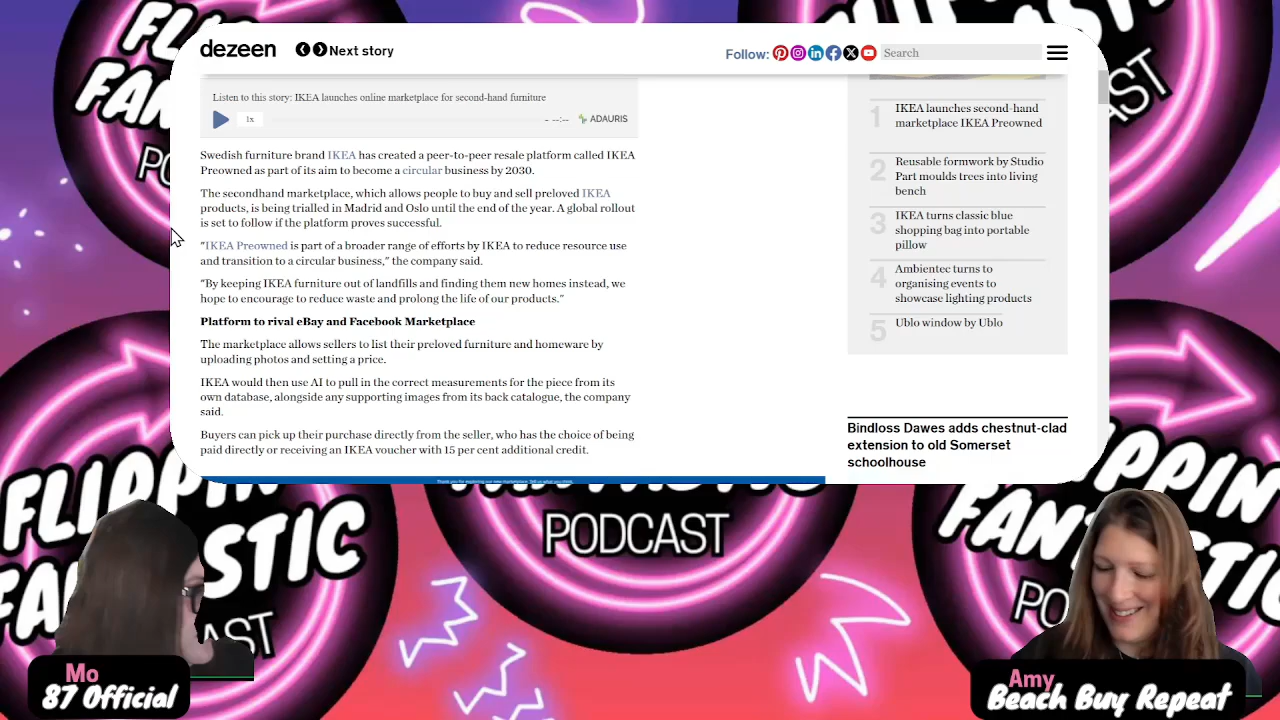 FLIPPIN
FANTASTIC
PODCAST
dezeen
Next story
Follow:
Search
Listen to this story: IKEA launches online marketplace for second-hand furniture
1x
- --:--
ADAURIS
Swedish furniture brand IKEA has created a peer-to-peer resale platform called IKEA
Preowned as part of its aim to become a circular business by 2030.
The secondhand marketplace, which allows people to buy and sell preloved IKEA
products, is being trialled in Madrid and Oslo until the end of the year. A global rollout
is set to follow if the platform proves successful.
"IKEA Preowned is part of a broader range of efforts by IKEA to reduce resource use
and transition to a circular business," the company said.
"By keeping IKEA furniture out of landfills and finding them new homes instead, we
hope to encourage to reduce waste and prolong the life of our products."
Platform to rival eBay and Facebook Marketplace
The marketplace allows sellers to list their preloved furniture and homeware by
uploading photos and setting a price.
IKEA would then use AI to pull in the correct measurements for the piece from its
own database, alongside any supporting images from its back catalogue, the company
said.
Buyers can pick up their purchase directly from the seller, who has the choice of being
paid directly or receiving an IKEA voucher with 15 per cent additional credit.
Thank you for exploring our new marketplace. Tell us what you think.
1
IKEA launches second-hand
marketplace IKEA Preowned
2
Reusable formwork by Studio
Part moulds trees into living
bench
3
IKEA turns classic blue
shopping bag into portable
pillow
4
Ambientec turns to
organising events to
showcase lighting products
5
Ublo window by Ublo
Bindloss Dawes adds chestnut-clad
extension to old Somerset
schoolhouse
Mo
87 Official
Amy
Beach Buy Repeat